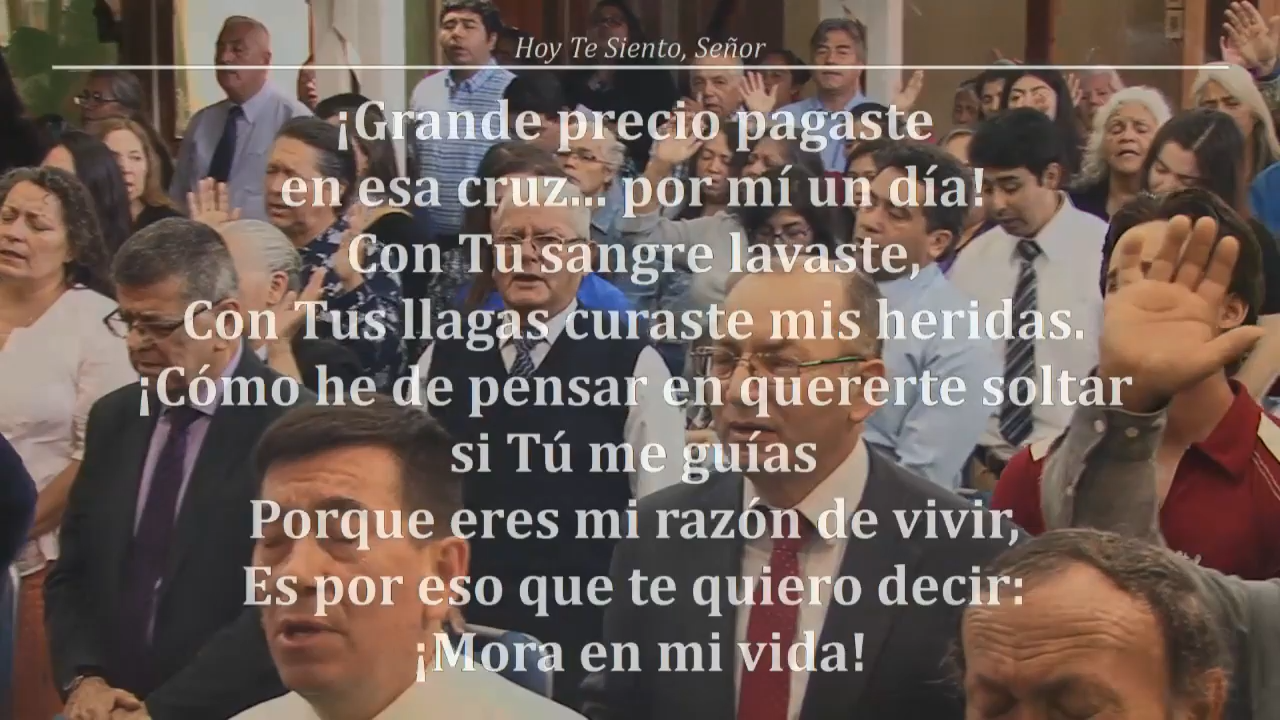 Hoy Te Siento, Señor
¡Grande precio pagaste
en esa cruz... por mí un día!
Con Tu sangre lavaste,
Con Tus llagas curaste mis heridas.
¡Cómo he de pensar en quererte soltar
si Tú me guías
Porque eres mi razón de vivir,
Es por eso que te quiero decir:
¡Mora en mi vida!